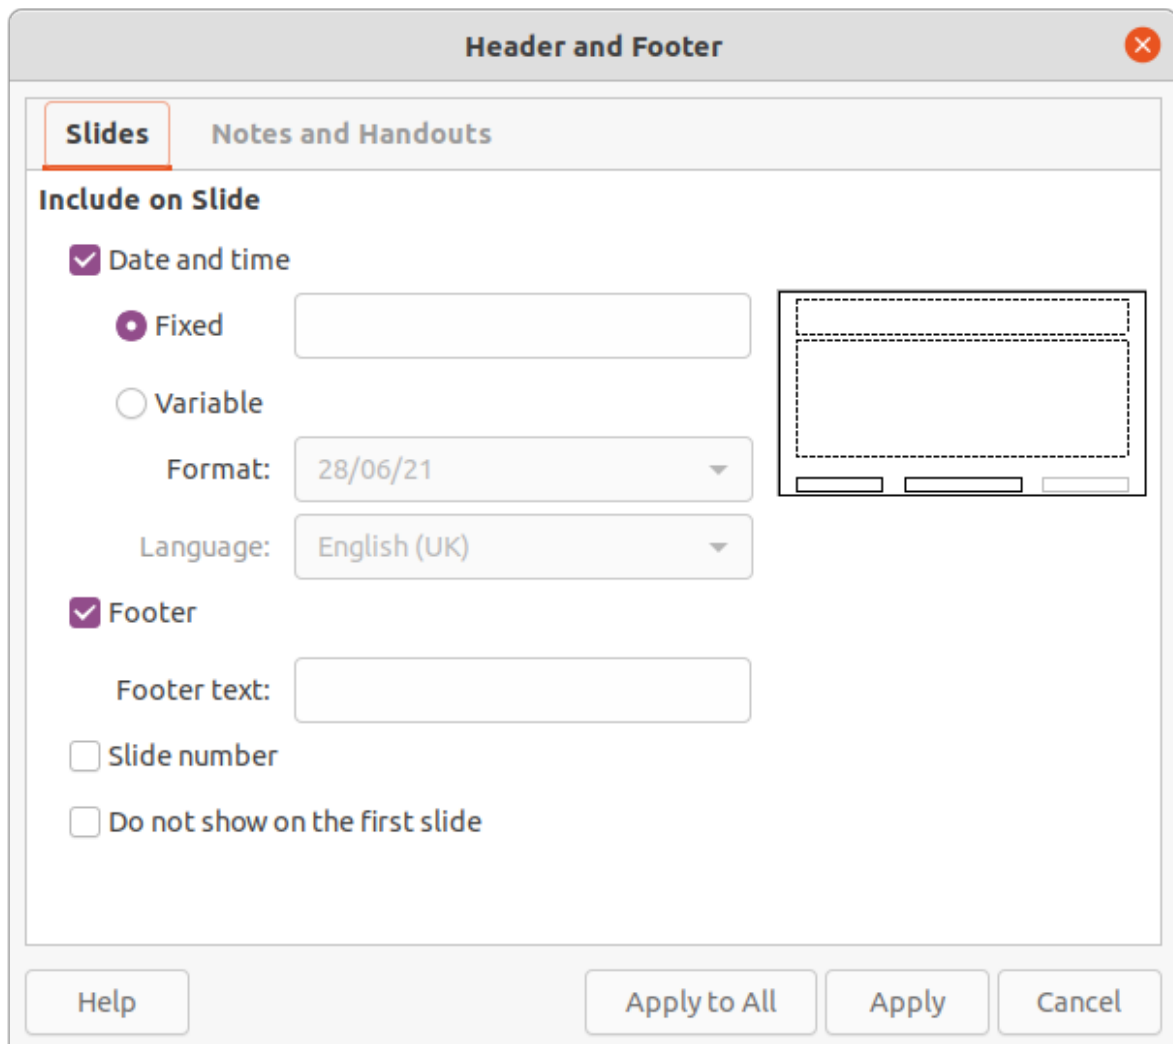 Header and Footer
Slides Notes and Handouts
Include on Slide
Date and time
Fixed
Variable
Format: 28/06/21
Language: English (UK)
Footer
Footer text:
Slide number
Do not show on the first slide
Help Apply to All Apply Cancel